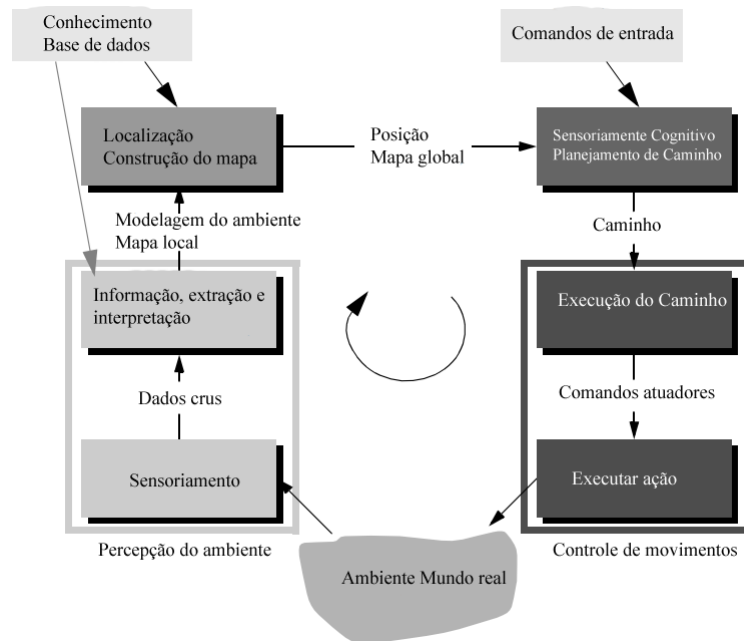 Conhecimento
Base de dados
Comandos de entrada
Localização
Construção do mapa
Posição
Mapa global
Sensoriamente Cognitivo
Planejamento de Caminho
Modelagem do ambiente
Mapa local
Caminho
Informação, extração e
interpretação
Execução do Caminho
Dados crus
Comandos atuadores
Sensoriamento
Executar ação
Percepção do ambiente
Controle de movimentos
Ambiente Mundo real